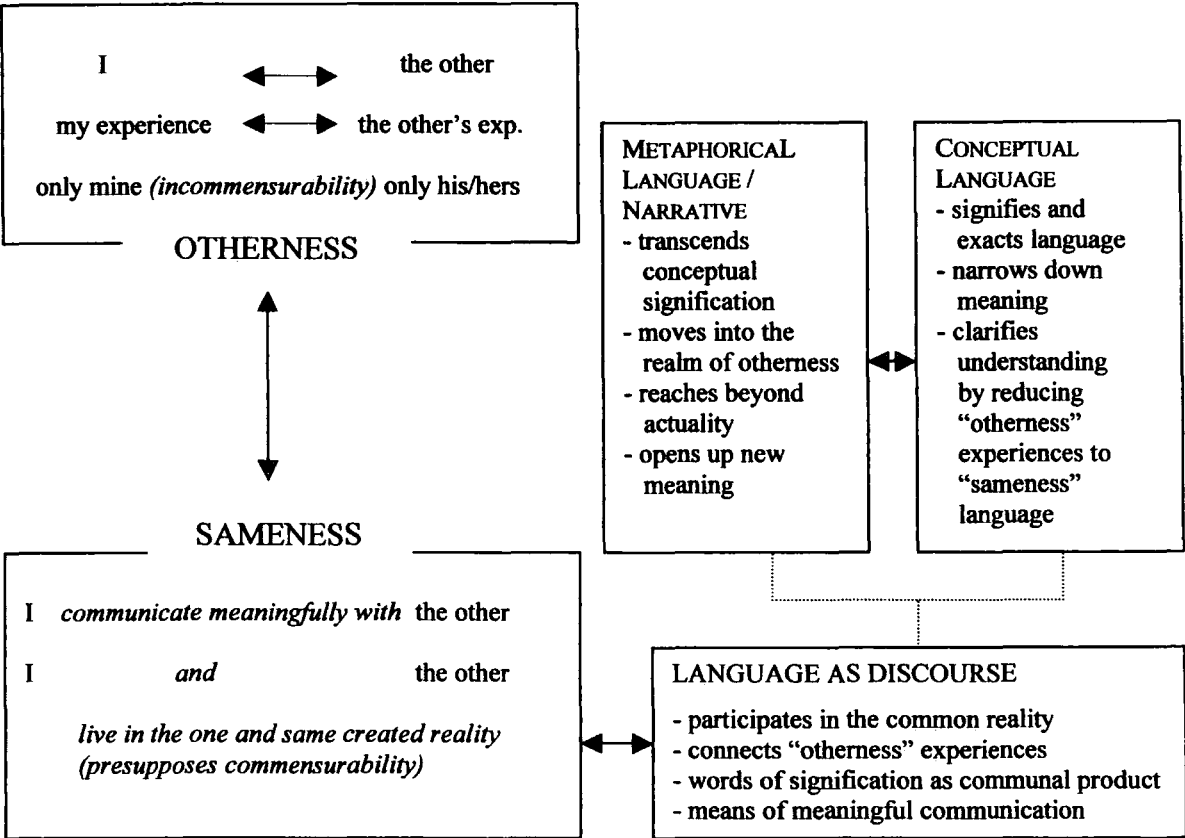 I the other
my experience the other's exp.
only mine (incommensurability) only his/hers
OTHERNESS
SAMENESS
I communicate meaningfully with the other
I and the other
live in the one and same created reality
(presupposes commensurability)
METAPHORICAL
LANGUAGE /
NARRATIVE
- transcends
conceptual
signification
- moves into the
realm of otherness
- reaches beyond
actuality
- opens up new
meaning
CONCEPTUAL
LANGUAGE
- signifies and
exacts language
- narrows down
meaning
- clarifies
understanding
by reducing
“otherness”
experiences to
“sameness”
language
LANGUAGE AS DISCOURSE
- participates in the common reality
- connects “otherness” experiences
- words of signification as communal product
- means of meaningful communication